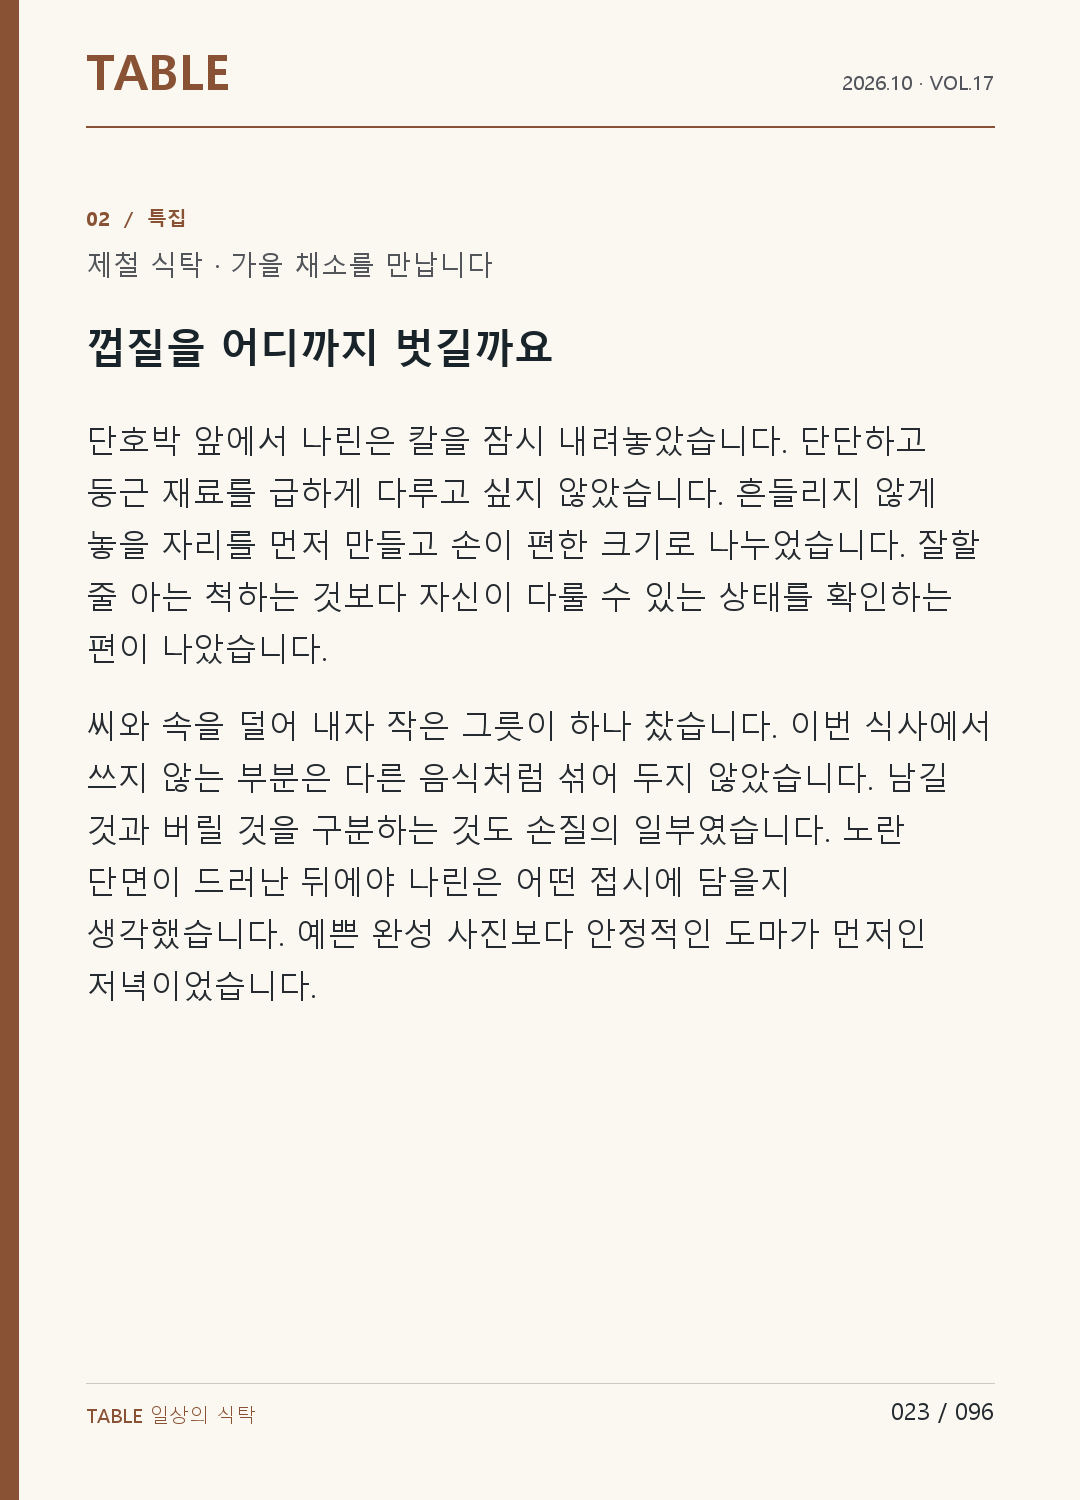 TABLE
2026.10 · VOL.17
02 / 특집
제철 식탁 · 가을 채소를 만납니다
껍질을 어디까지 벗길까요
단호박 앞에서 나린은 칼을 잠시 내려놓았습니다. 단단하고
둥근 재료를 급하게 다루고 싶지 않았습니다. 흔들리지 않게
놓을 자리를 먼저 만들고 손이 편한 크기로 나누었습니다. 잘할
줄 아는 척하는 것보다 자신이 다룰 수 있는 상태를 확인하는
편이 나았습니다.
씨와 속을 덜어 내자 작은 그릇이 하나 찼습니다. 이번 식사에서
쓰지 않는 부분은 다른 음식처럼 섞어 두지 않았습니다. 남길
것과 버릴 것을 구분하는 것도 손질의 일부였습니다. 노란
단면이 드러난 뒤에야 나린은 어떤 접시에 담을지
생각했습니다. 예쁜 완성 사진보다 안정적인 도마가 먼저인
저녁이었습니다.
TABLE 일상의 식탁
023 / 096